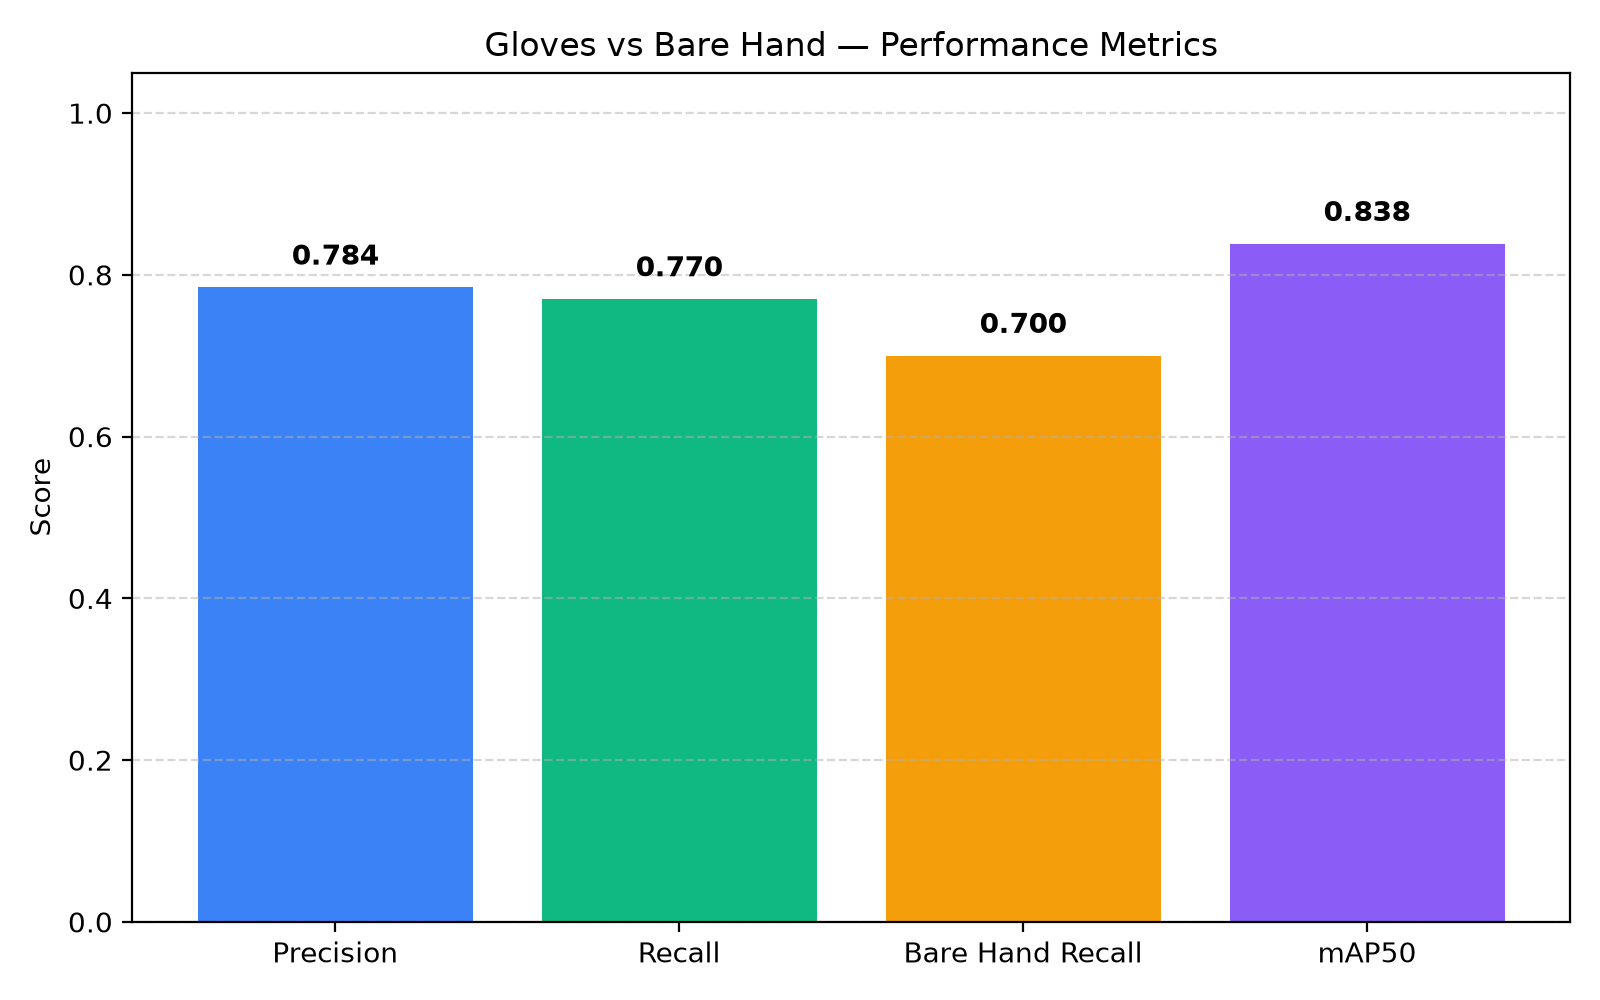 Gloves vs Bare Hand — Performance Metrics
Score
1.0
0.8
0.6
0.4
0.2
0.0
0.784
0.770
0.700
0.838
Precision
Recall
Bare Hand Recall
mAP50